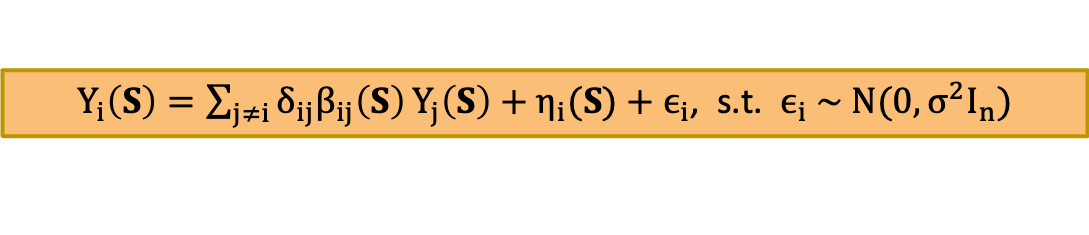 Yᵢ(𝐒) = ∑ⱼ≠ᵢ δᵢⱼβᵢⱼ(𝐒) Yⱼ(𝐒) + ηᵢ(𝐒) + ϵᵢ, s.t. ϵᵢ ~ N(0, σ²Iₙ)